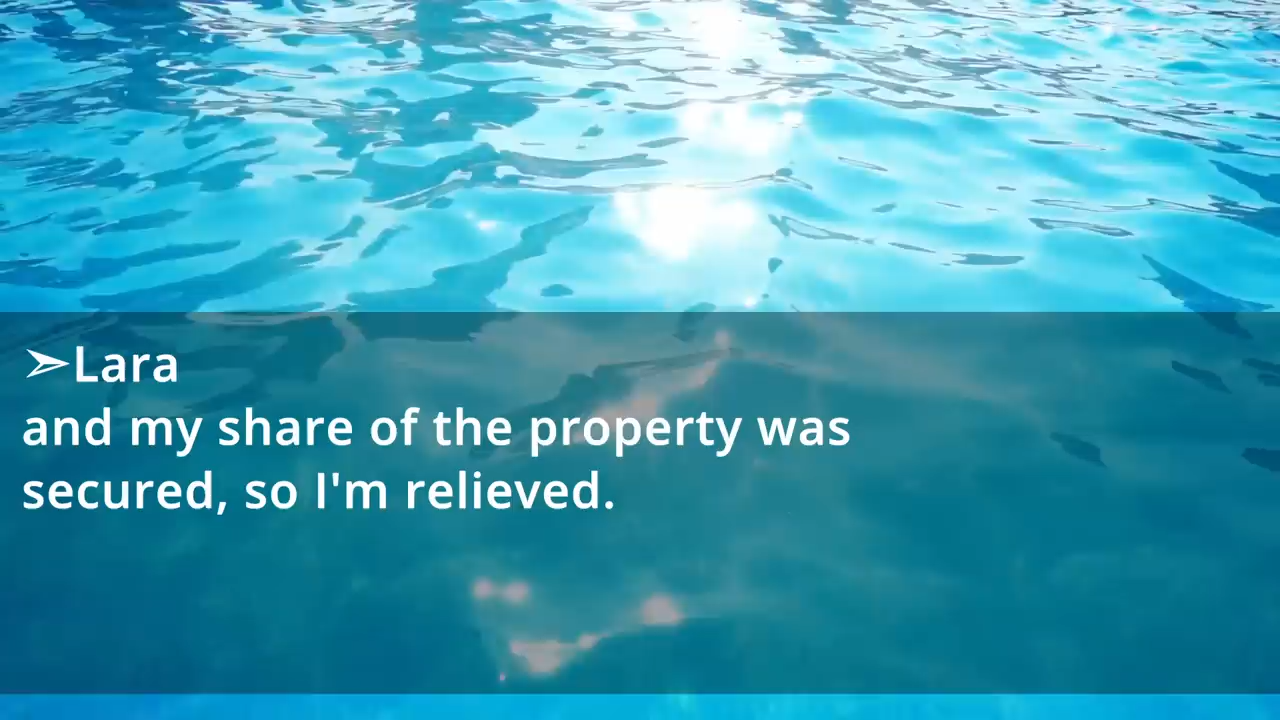 ➢Lara
and my share of the property was
secured, so I'm relieved.